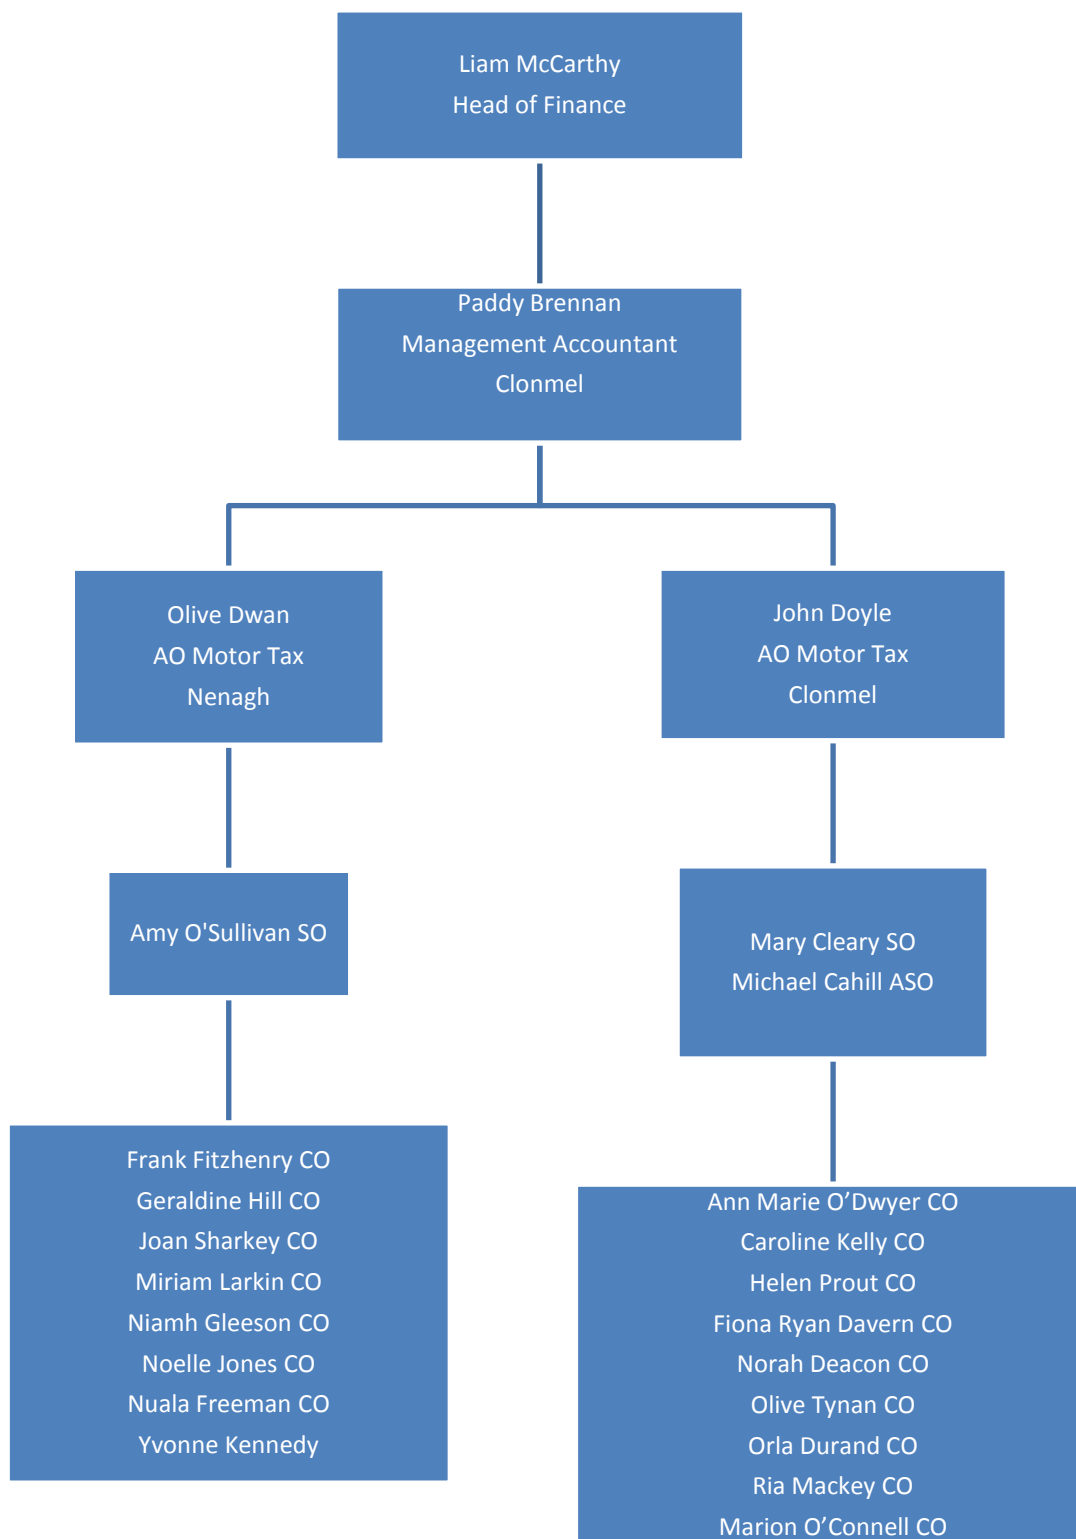 Liam McCarthy
Head of Finance
Paddy Brennan
Management Accountant
Clonmel
Olive Dwan
AO Motor Tax
Nenagh
John Doyle
AO Motor Tax
Clonmel
Amy O'Sullivan SO
Mary Cleary SO
Michael Cahill ASO
Frank Fitzhenry CO
Geraldine Hill CO
Joan Sharkey CO
Miriam Larkin CO
Niamh Gleeson CO
Noelle Jones CO
Nuala Freeman CO
Yvonne Kennedy
Ann Marie O’Dwyer CO
Caroline Kelly CO
Helen Prout CO
Fiona Ryan Davern CO
Norah Deacon CO
Olive Tynan CO
Orla Durand CO
Ria Mackey CO
Marion O’Connell CO